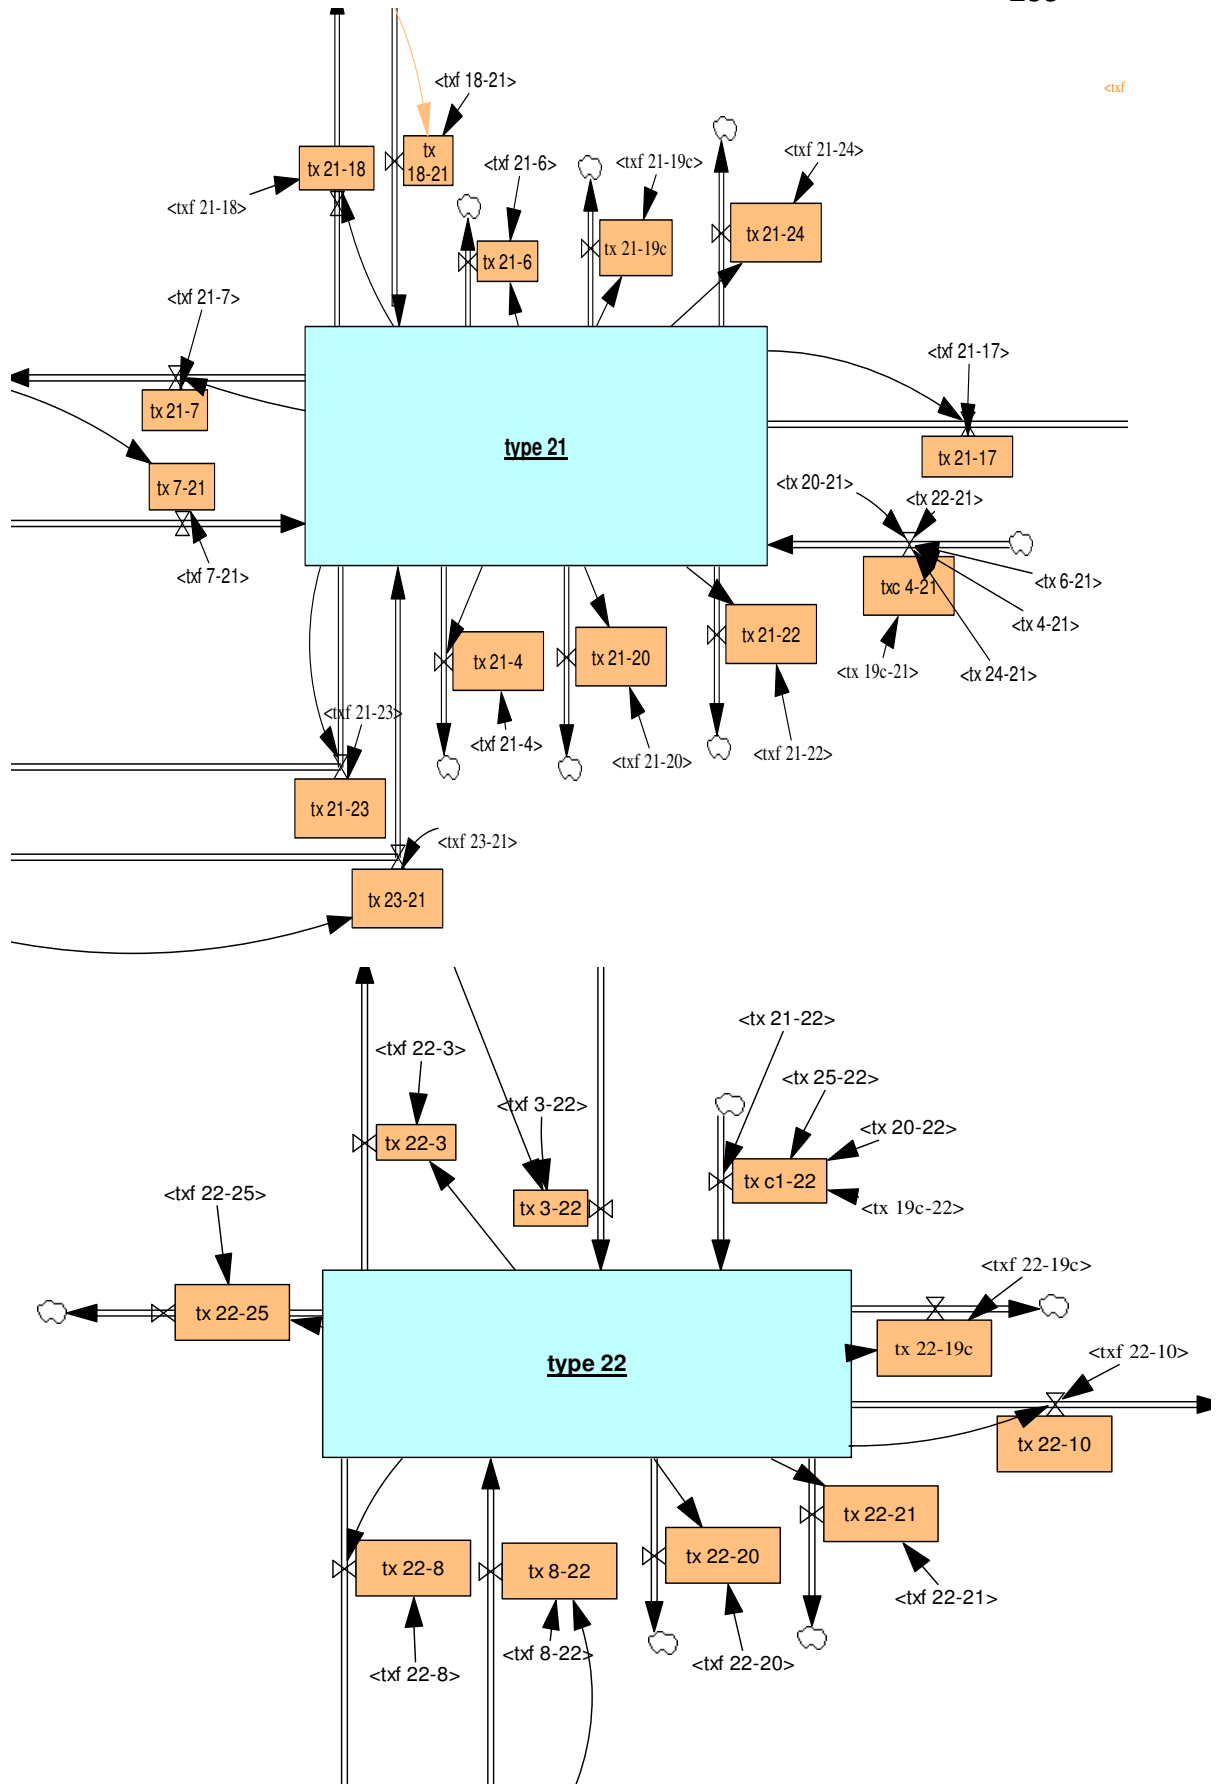 <txf 18-21>
<txf
tx
18-21
<txf 21-24>
<txf 21-6>
<txf 21-19c>
tx 21-18
<txf 21-18>
tx 21-6
tx 21-19c
tx 21-24
<txf 21-7>
<txf 21-17>
tx 21-7
type 21
tx 21-17
tx 7-21
<tx 20-21>
<tx 22-21>
<txf 7-21>
txc 4-21
<tx 6-21>
<tx 4-21>
<tx 19c-21>
<tx 24-21>
tx 21-4
tx 21-20
tx 21-22
<txf 21-23>
<txf 21-4>
<txf 21-20>
<txf 21-22>
tx 21-23
<txf 23-21>
tx 23-21
<tx 21-22>
<txf 22-3>
<tx 25-22>
<txf 3-22>
<tx 20-22>
tx 22-3
tx c1-22
tx 3-22
<tx 19c-22>
<txf 22-25>
<txf 22-19c>
tx 22-25
tx 22-19c
<txf 22-10>
type 22
tx 22-10
tx 22-21
tx 22-8
tx 8-22
tx 22-20
<txf 22-21>
<txf 22-8>
<txf 8-22>
<txf 22-20>